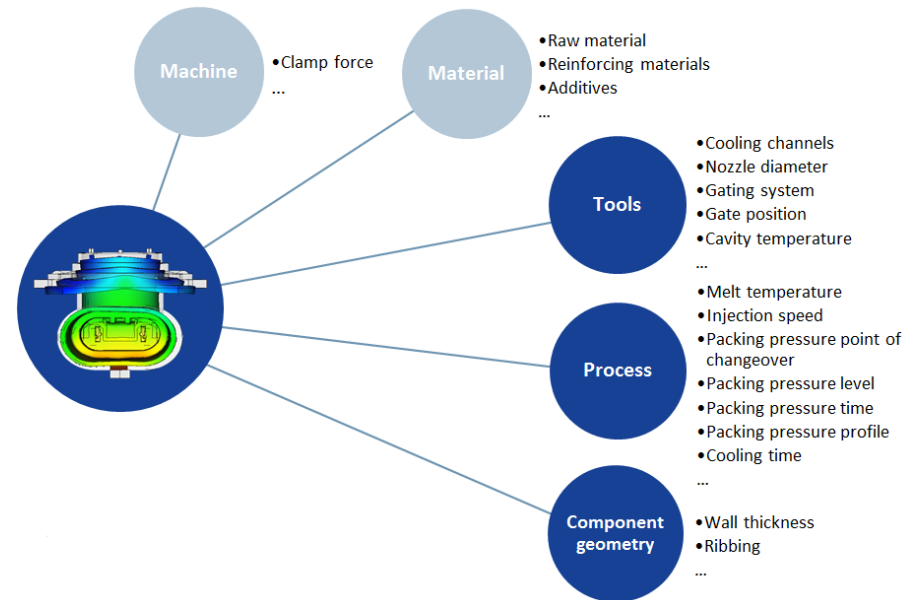 Machine
•Clamp force
...
Material
•Raw material
•Reinforcing materials
•Additives
...
Tools
•Cooling channels
•Nozzle diameter
•Gating system
•Gate position
•Cavity temperature
...
Process
•Melt temperature
•Injection speed
•Packing pressure point of
changeover
•Packing pressure level
•Packing pressure time
•Packing pressure profile
•Cooling time
...
Component
geometry
•Wall thickness
•Ribbing
...